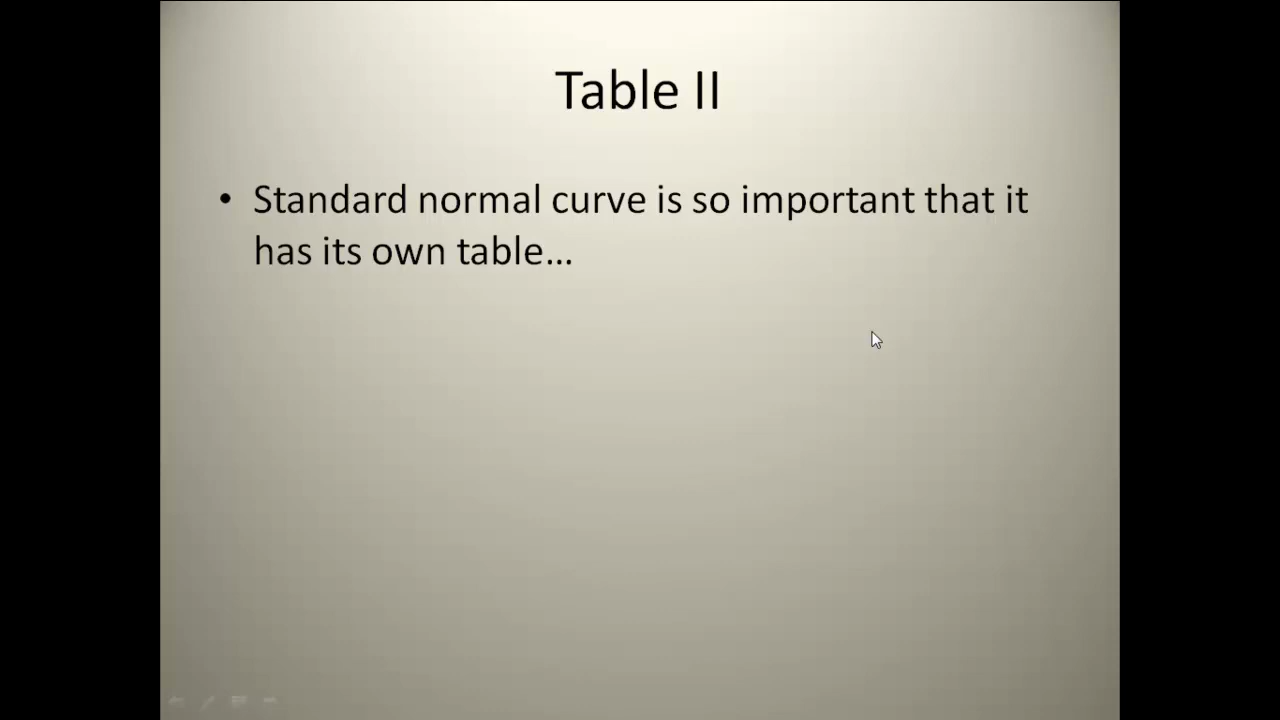 Table II
• Standard normal curve is so important that it
has its own table…